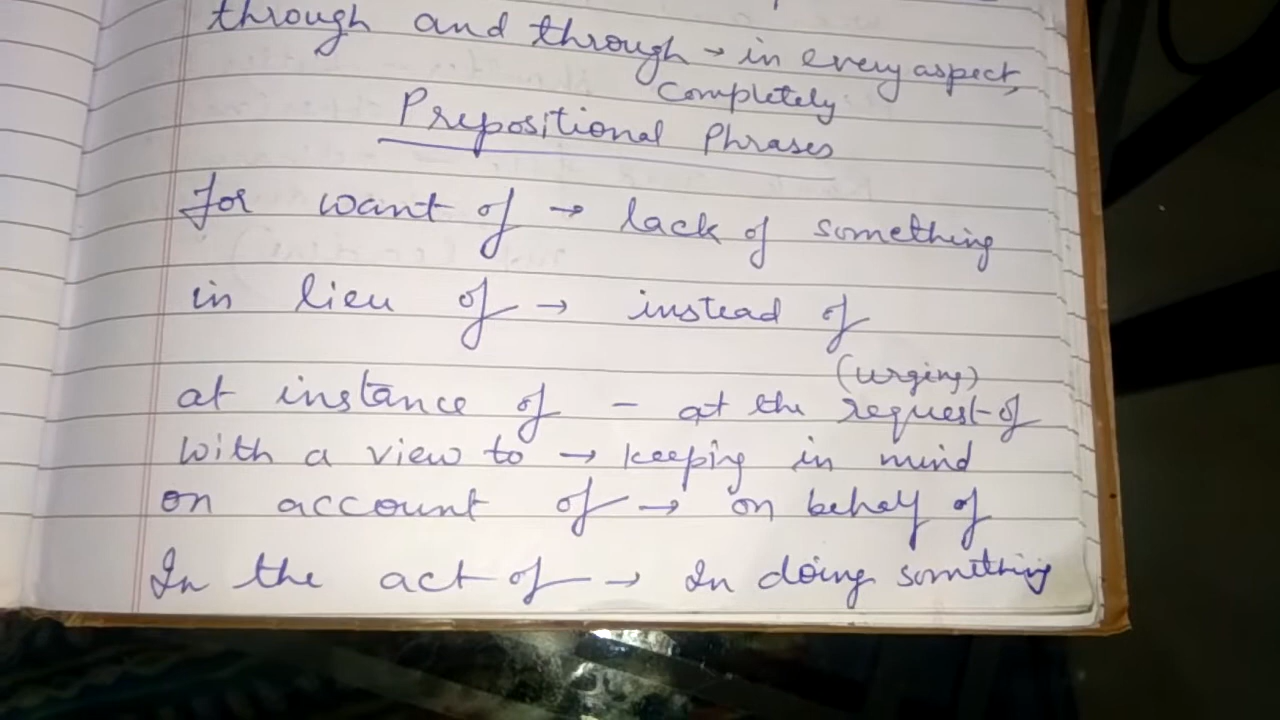 through and through → in every aspect,
completely
Prepositional Phrases
for want of → lack of something
in lieu of → instead of
(urging)
at instance of - at the request of
with a view to → keeping in mind
on account of → on behalf of
In the act of → In doing something